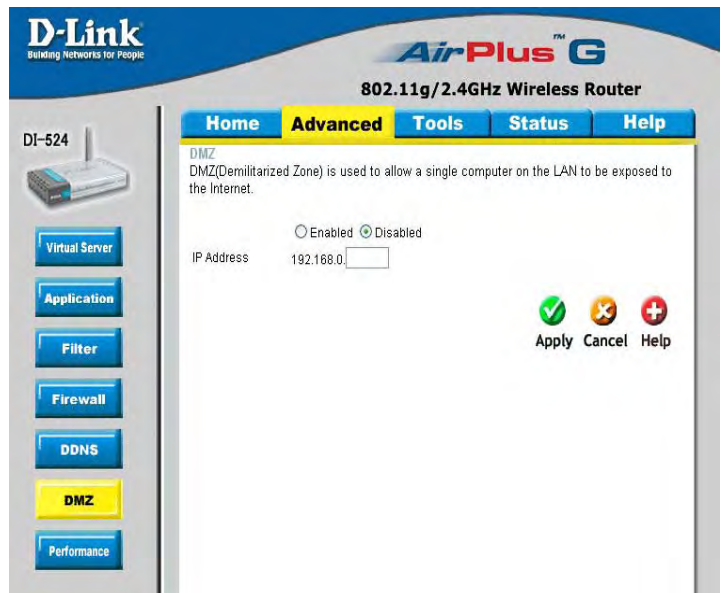 D-Link
Building Networks for People
AirPlus G™
802.11g/2.4GHz Wireless Router
DI-524
Home Advanced Tools Status Help
DMZ
DMZ(Demilitarized Zone) is used to allow a single computer on the LAN to be exposed to
the Internet.
Enabled Disabled
IP Address 192.168.0.
Apply Cancel Help
Virtual Server
Application
Filter
Firewall
DDNS
DMZ
Performance